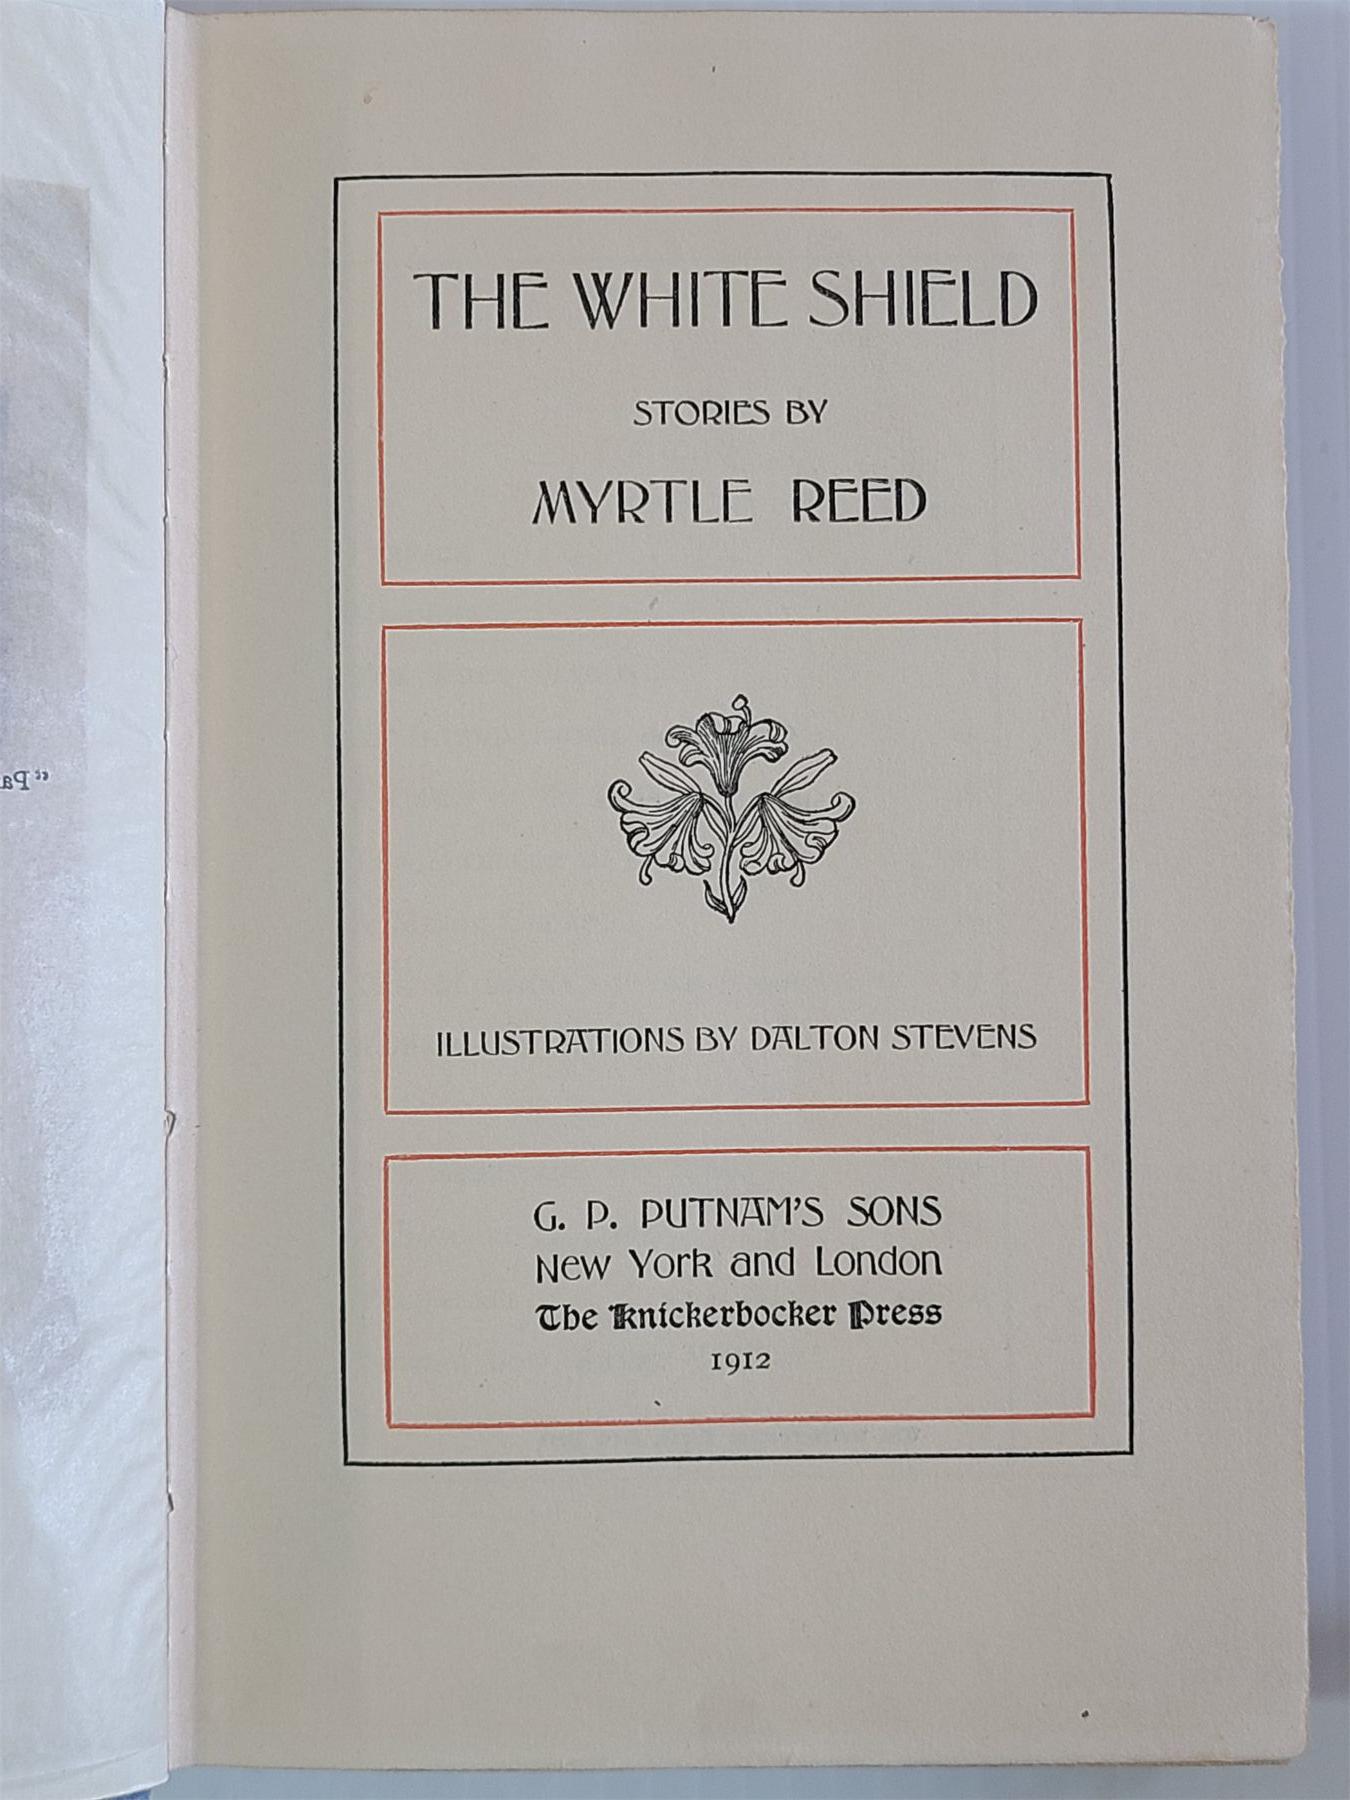 THE WHITE SHIELD
STORIES BY
MYRTLE REED
ILLUSTRATIONS BY DALTON STEVENS
G. P. PUTNAM'S SONS
New York and London
The Knickerbocker Press
1912